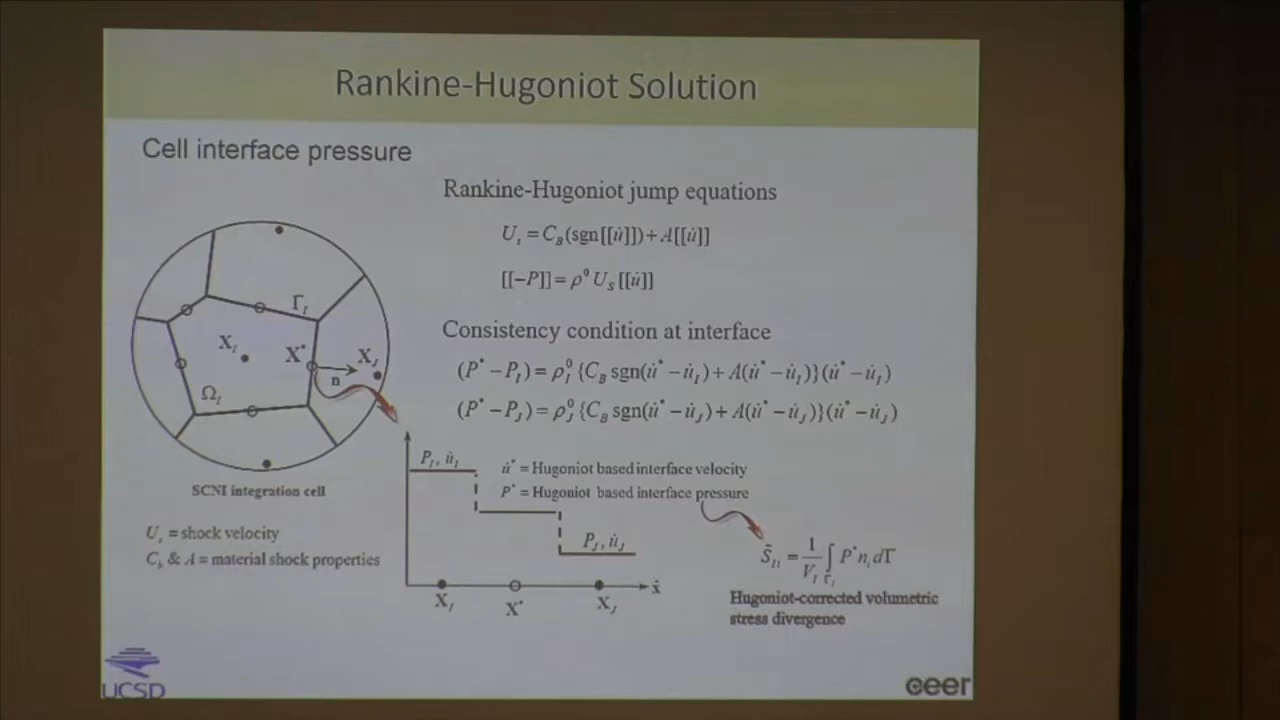 Rankine-Hugoniot Solution
Cell interface pressure
Rankine-Hugoniot jump equations
U_s = C_B(sgn[[u̇]]) + A[[u̇]]
[[-P]] = ρ⁰ U_S [[u̇]]
Consistency condition at interface
(P* − P_I) = ρ_I⁰ {C_B sgn(u̇* − u̇_I) + A(u̇* − u̇_I)}(u̇* − u̇_I)
(P* − P_J) = ρ_J⁰ {C_B sgn(u̇* − u̇_J) + A(u̇* − u̇_J)}(u̇* − u̇_J)
Γ_I
X_I
X*
X_J
n
Ω_I
SCNI integration cell
U_s = shock velocity
C_b & A = material shock properties
P_I, u̇_I
u̇* = Hugoniot based interface velocity
P* = Hugoniot based interface pressure
P_J, u̇_J
X_I
X*
X_J
S̃_Ii = 1/V_I ∫_Γ_I P* n_i dΓ
Hugoniot-corrected volumetric
stress divergence
UCSD
ceer